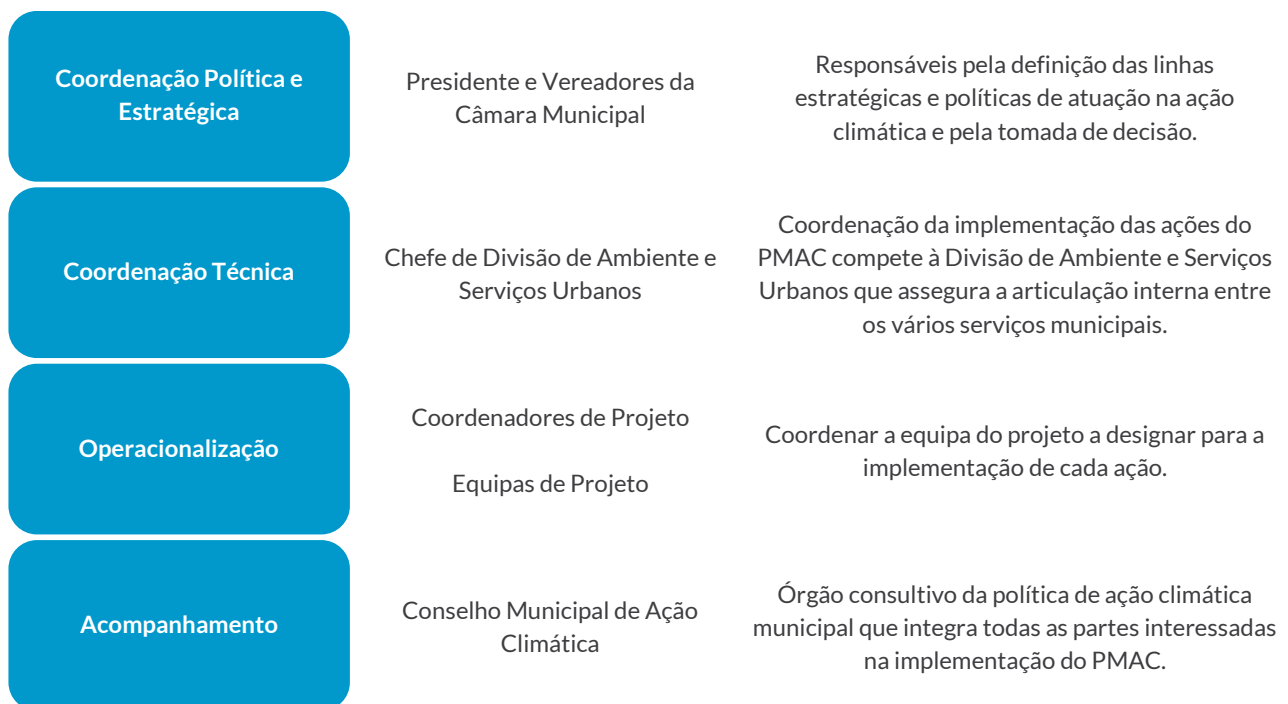 Coordenação Política e
Estratégica
Presidente e Vereadores da
Câmara Municipal
Responsáveis pela definição das linhas
estratégicas e políticas de atuação na ação
climática e pela tomada de decisão.
Coordenação Técnica
Chefe de Divisão de Ambiente e
Serviços Urbanos
Coordenação da implementação das ações do
PMAC compete à Divisão de Ambiente e Serviços
Urbanos que assegura a articulação interna entre
os vários serviços municipais.
Operacionalização
Coordenadores de Projeto
Equipas de Projeto
Coordenar a equipa do projeto a designar para a
implementação de cada ação.
Acompanhamento
Conselho Municipal de Ação
Climática
Órgão consultivo da política de ação climática
municipal que integra todas as partes interessadas
na implementação do PMAC.